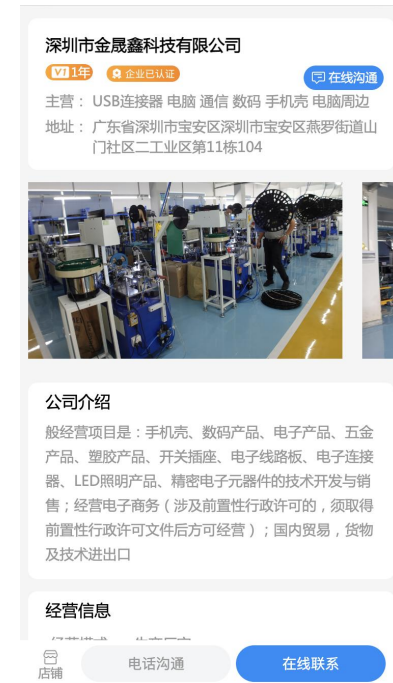 深圳市金晟鑫科技有限公司
V1 1年 企业已认证
在线沟通
主营： USB连接器 电脑 通信 数码 手机壳 电脑周边
地址： 广东省深圳市宝安区深圳市宝安区燕罗街道山
门社区二工业区第11栋104
公司介绍
般经营项目是：手机壳、数码产品、电子产品、五金
产品、塑胶产品、开关插座、电子线路板、电子连接
器、LED照明产品、精密电子元器件的技术开发与销
售；经营电子商务（涉及前置性行政许可的，须取得
前置性行政许可文件后方可经营）；国内贸易，货物
及技术进出口
经营信息
店铺
电话沟通
在线联系